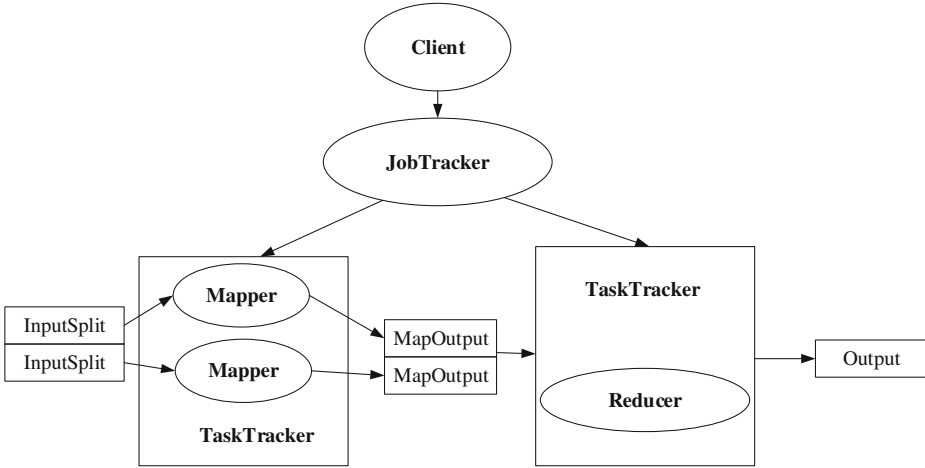 Client
JobTracker
Mapper
Mapper
TaskTracker
InputSplit
InputSplit
MapOutput
MapOutput
TaskTracker
Reducer
Output